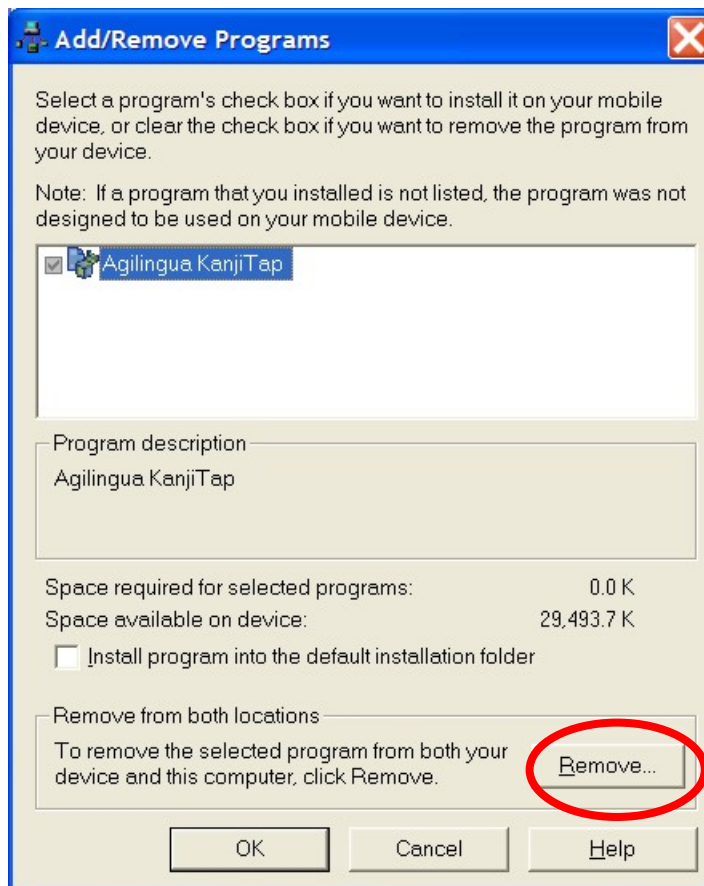 Add/Remove Programs
Select a program's check box if you want to install it on your mobile
device, or clear the check box if you want to remove the program from
your device.
Note: If a program that you installed is not listed, the program was not
designed to be used on your mobile device.
Agilingua KanjiTap
Program description
Agilingua KanjiTap
Space required for selected programs: 0.0 K
Space available on device: 29,493.7 K
Install program into the default installation folder
Remove from both locations
To remove the selected program from both your
device and this computer, click Remove.
Remove...
OK Cancel Help